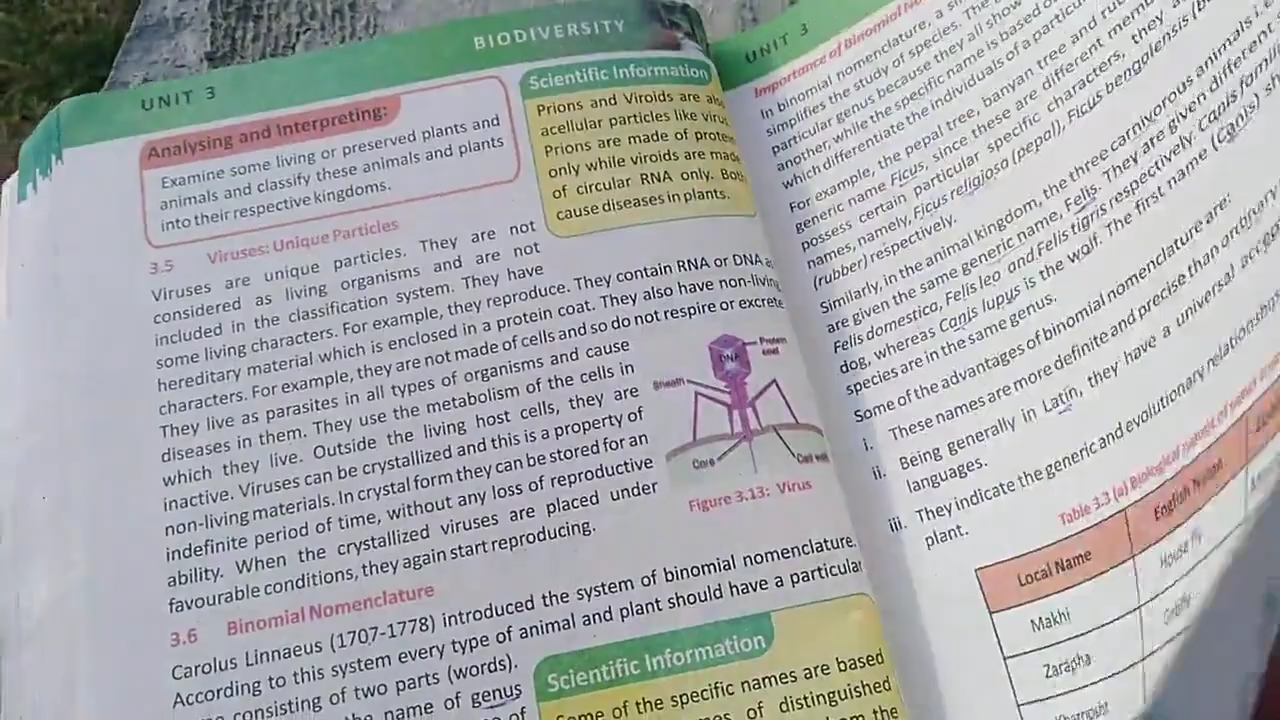 BIODIVERSITY
UNIT 3
Analysing and Interpreting:
Examine some living or preserved plants and
animals and classify these animals and plants
into their respective kingdoms.
Scientific Information
Prions and Viroids are
acellular particles like
Prions are made of
only while viroids are made
of circular RNA only. Both
cause diseases in plants.
3.5 Viruses: Unique Particles
Viruses are unique particles. They are not
considered as living organisms and are not
included in the classification system. They have
some living characters. For example, they reproduce. They contain RNA or DNA
hereditary material which is enclosed in a protein coat. They also have non-living
characters. For example, they are not made of cells and so do not respire or excrete
They live as parasites in all types of organisms and cause
diseases in them. They use the metabolism of the cells in
which they live. Outside the living host cells, they are
inactive. Viruses can be crystallized and this is a property of
non-living materials. In crystal form they can be stored for an
indefinite period of time, without any loss of reproductive
ability. When the crystallized viruses are placed under
favourable conditions, they again start reproducing.
DNA
Protein
coat
Sheath
Core
Cell wall
Figure 3.13: Virus
3.6 Binomial Nomenclature
Carolus Linnaeus (1707-1778) introduced the system of binomial nomenclature.
According to this system every type of animal and plant should have a particular
consisting of two parts (words).
name of genus
of
Scientific Information
Some of the specific names are based
of distinguished
the
UNIT 3
Importance of Binomial
In binomial nomenclature, a
simplifies the study of species. The
particular genus because they all show
another, while the specific name is based on
which differentiate the individuals of a particular
For example, the pepal tree, banyan tree and
generic name Ficus, since these are different
possess certain particular specific characters, they
names, namely, Ficus religioso (pepal), Ficus bengolensis
(rubber) respectively.
Similarly, in the animal kingdom, the three carnivorous animals
are given the same generic name, Felis. They are given different
Felis domestica, Felis leo and Felis tigris respectively. Canis
dog, whereas Canis lupus is the wolf. The first name (Canis)
species are in the same genus.
Some of the advantages of binomial nomenclature are:
i. These names are more definite and precise than ordinary
ii. Being generally in Latin, they have a universal
languages.
iii. They indicate the generic and evolutionary relationship
plant.
Table 3.3 (a) Biological
Local Name
English
Makhi
House fly
Zarapha